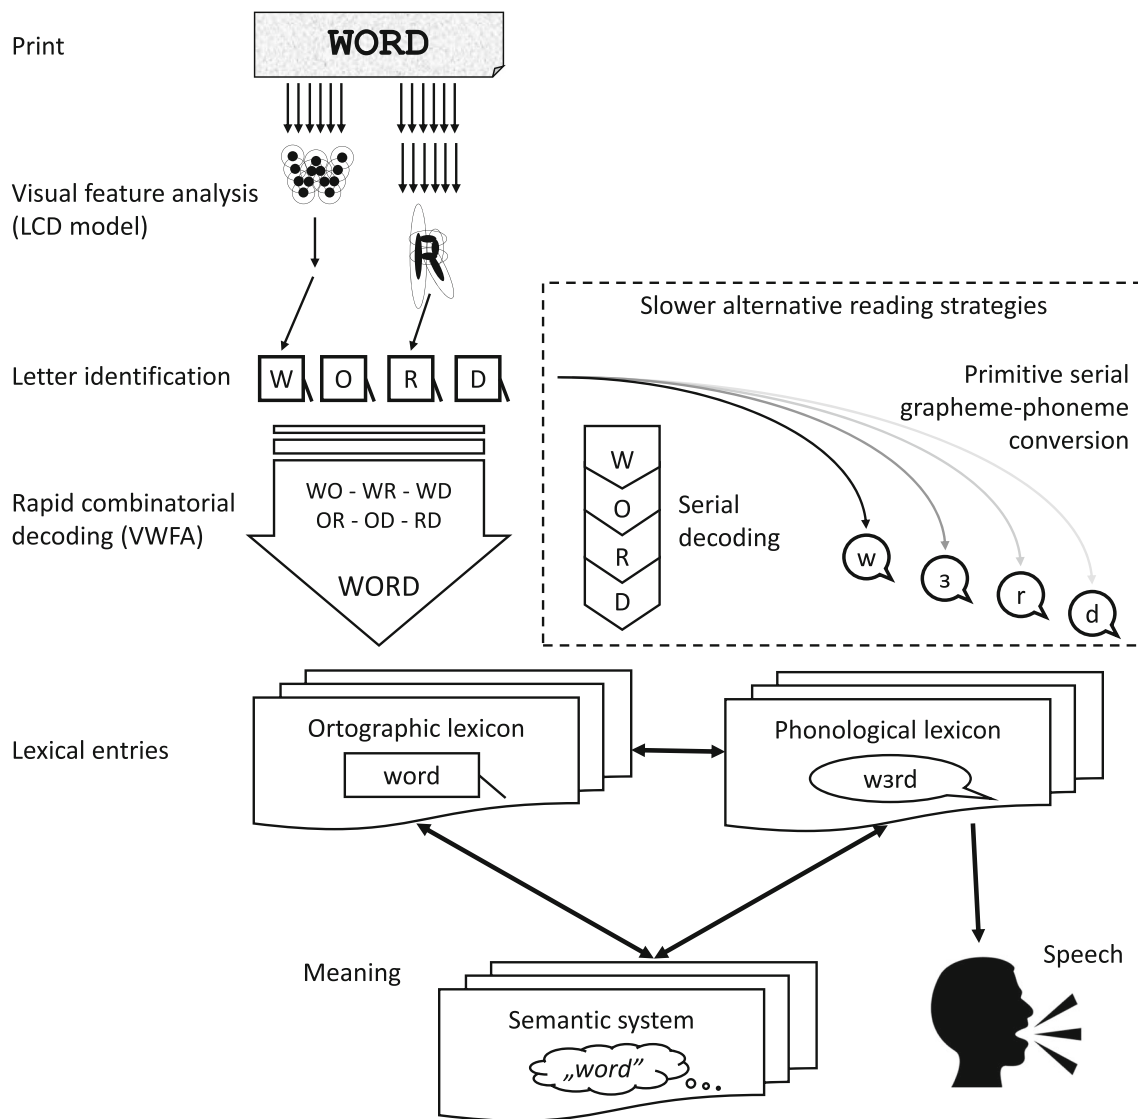 Print
WORD
Visual feature analysis
(LCD model)
R
Slower alternative reading strategies
Letter identification
W O R D
Primitive serial
grapheme-phoneme
conversion
Rapid combinatorial
decoding (VWFA)
WO - WR - WD
OR - OD - RD
WORD
W
O
R
D
Serial
decoding
w
ɜ
r
d
Lexical entries
Ortographic lexicon
word
Phonological lexicon
wɜrd
Meaning
Semantic system
„word”
Speech